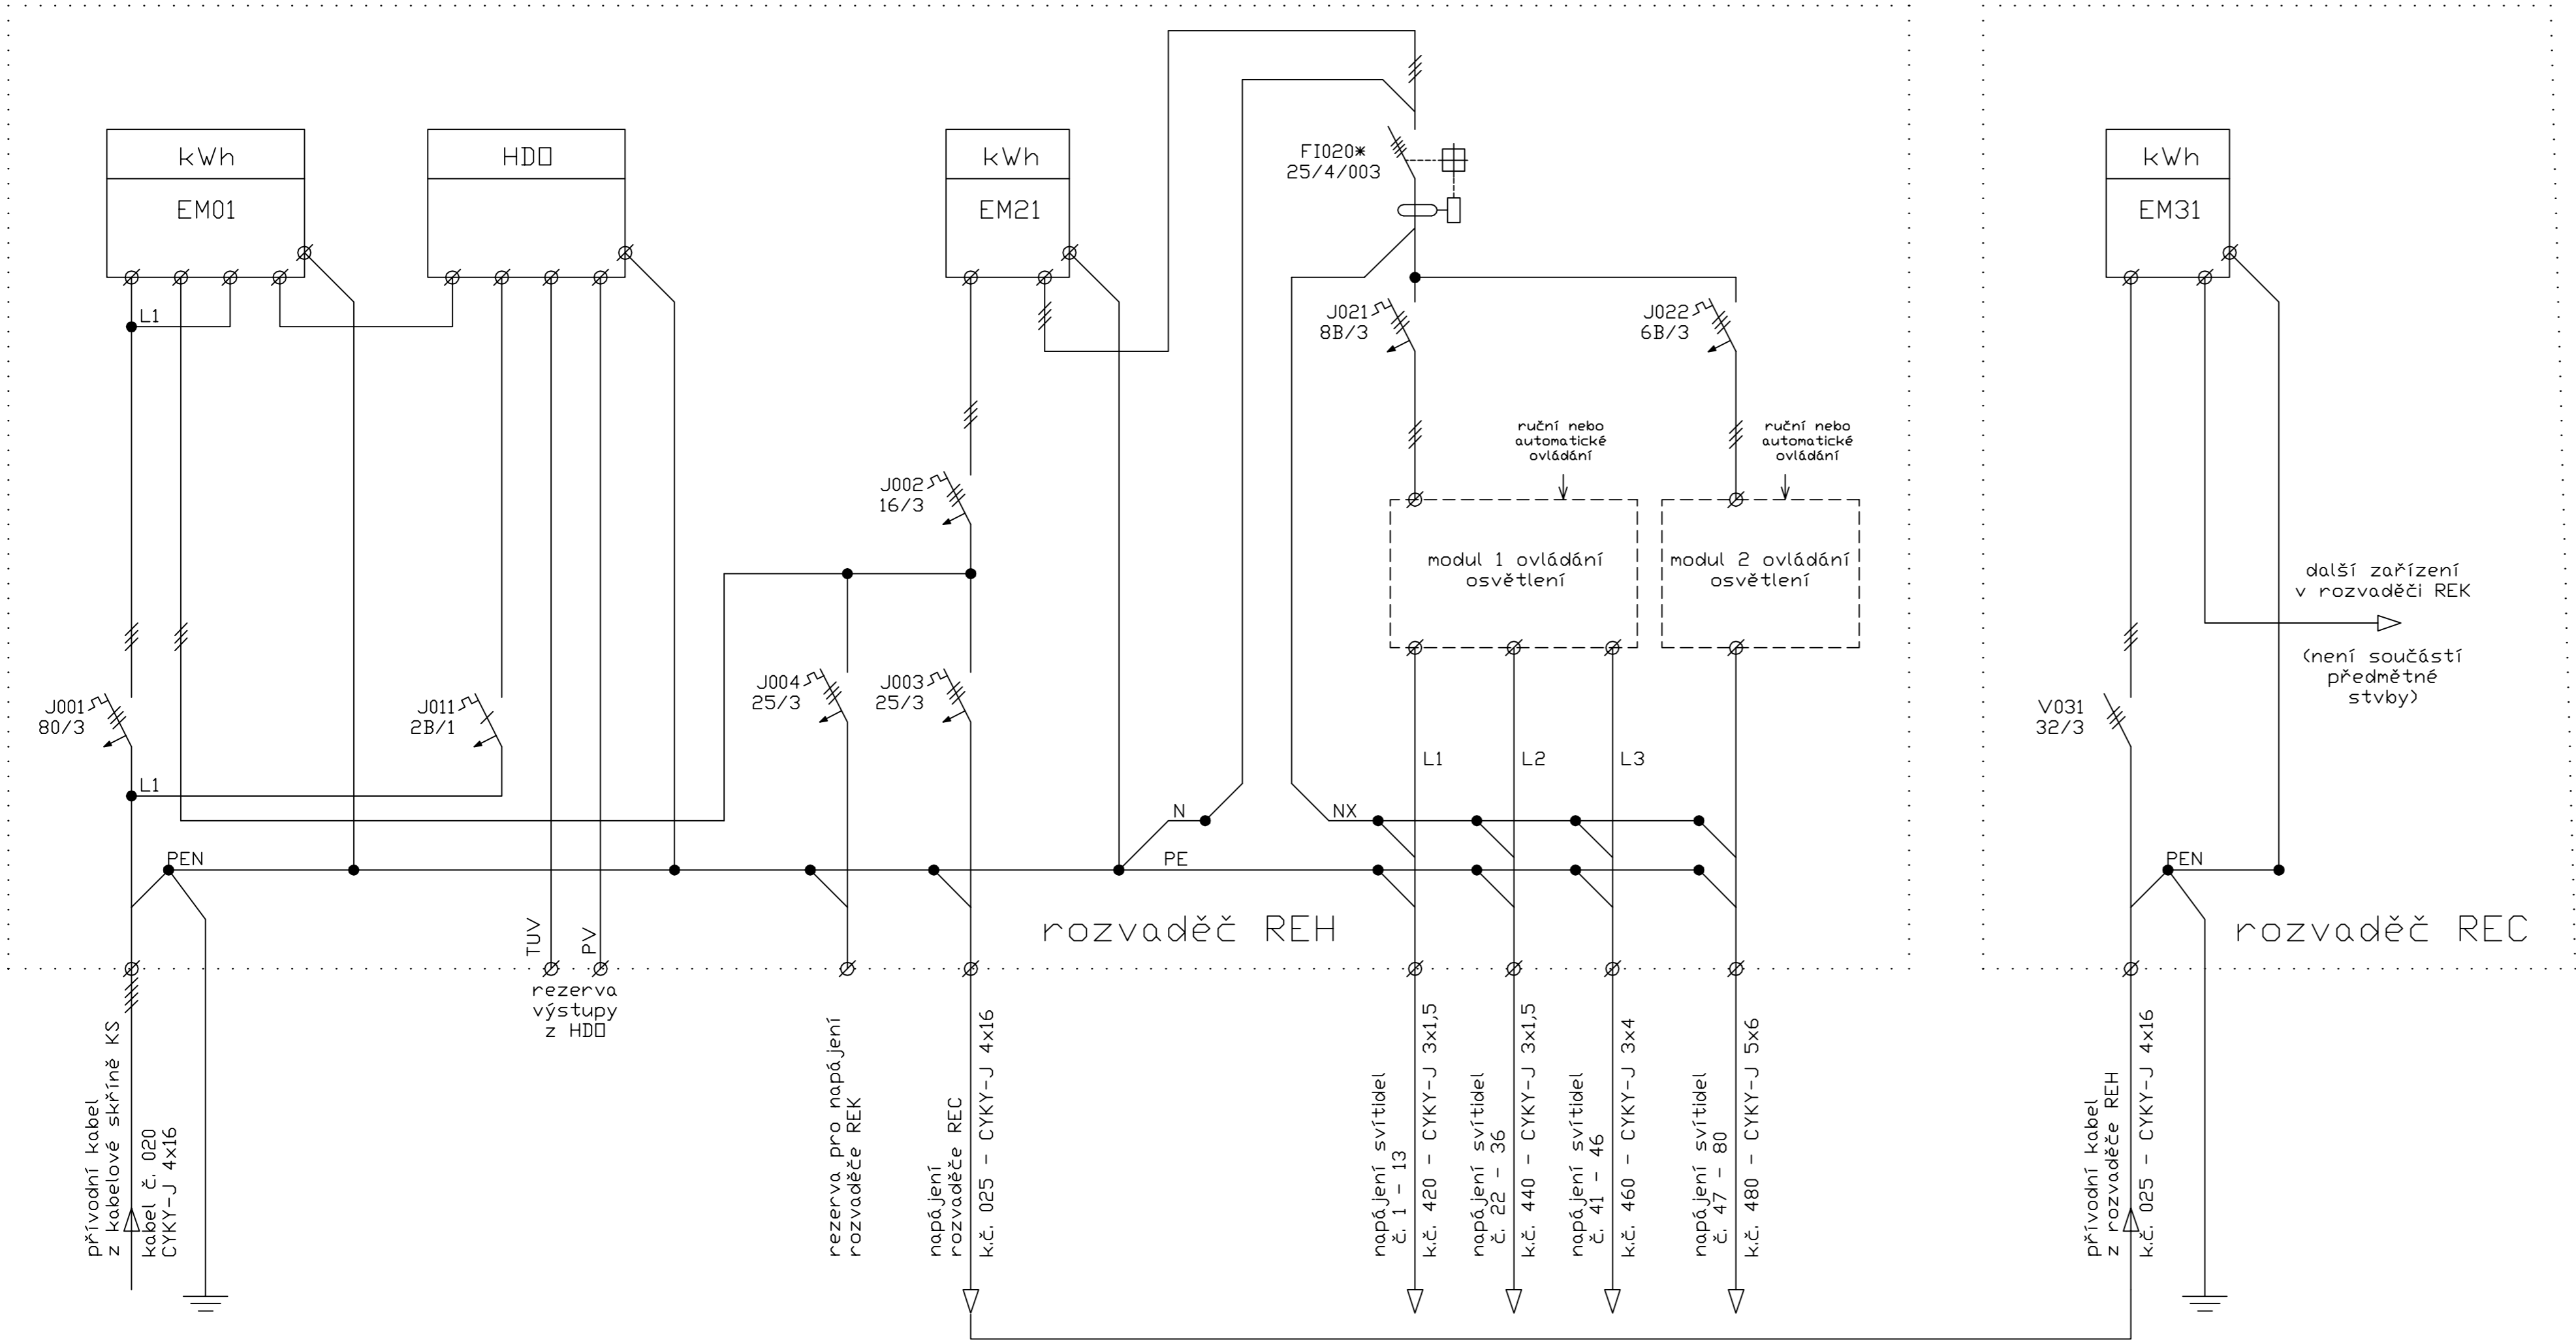 kWh
EM01
HDO
kWh
EM21
FI020*
25/4/003
kWh
EM31
L1
J021
8B/3
J022
6B/3
ruční nebo
automatické
ovládání
ruční nebo
automatické
ovládání
J002
16/3
modul 1 ovládání
osvětlení
modul 2 ovládání
osvětlení
další zařízení
v rozvaděči REK
(není součástí
předmětné
stvby)
J001
80/3
J011
2B/1
J004
25/3
J003
25/3
V031
32/3
L1
L2
L3
L1
N
NX
PEN
PE
PEN
rozvaděč REH
rozvaděč REC
TUV
PV
rezerva
výstupy
z HDO
přívodní kabel
z kabelové skříně KS
kabel č. 020
CYKY-J 4x16
rezerva pro napájení
rozvaděče REK
napájení
rozvaděče REC
k.č. 025 - CYKY-J 4x16
napájení svítidel
č. 1 - 13
k.č. 420 - CYKY-J 3x1,5
napájení svítidel
č. 22 - 36
k.č. 440 - CYKY-J 3x1,5
napájení svítidel
č. 41 - 46
k.č. 460 - CYKY-J 3x4
napájení svítidel
č. 47 - 80
k.č. 480 - CYKY-J 5x6
přívodní kabel
z rozvaděče REH
k.č. 025 - CYKY-J 4x16